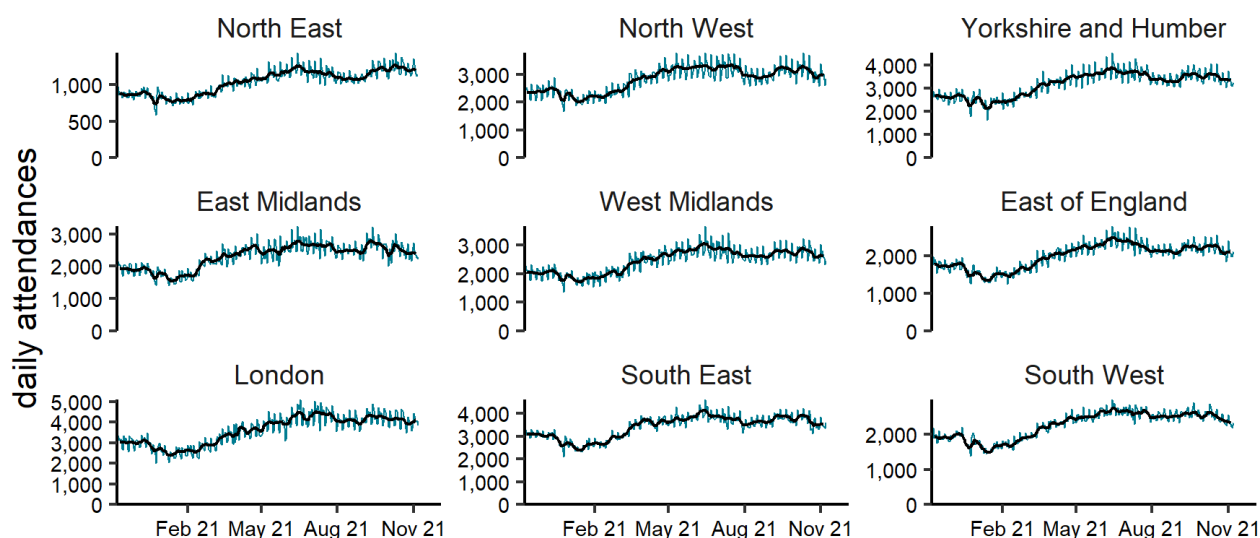 North East
North West
Yorkshire and Humber
1,000
500
0
3,000
2,000
1,000
0
4,000
3,000
2,000
1,000
0
daily attendances
East Midlands
West Midlands
East of England
3,000
2,000
1,000
0
3,000
2,000
1,000
0
2,000
1,000
0
London
South East
South West
5,000
4,000
3,000
2,000
1,000
0
4,000
3,000
2,000
1,000
0
2,000
1,000
0
Feb 21 May 21 Aug 21 Nov 21
Feb 21 May 21 Aug 21 Nov 21
Feb 21 May 21 Aug 21 Nov 21